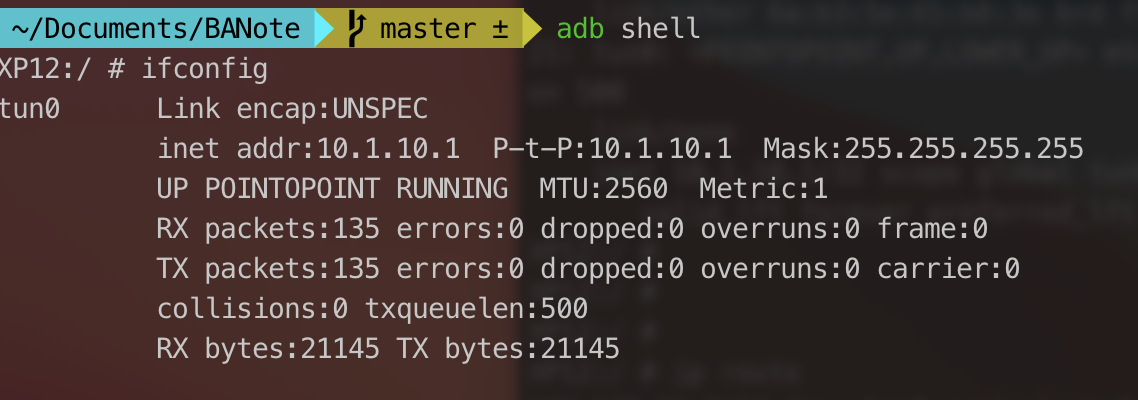 ~/Documents/BANote master ± adb shell
XP12:/ # ifconfig
tun0 Link encap:UNSPEC
inet addr:10.1.10.1 P-t-P:10.1.10.1 Mask:255.255.255.255
UP POINTOPOINT RUNNING MTU:2560 Metric:1
RX packets:135 errors:0 dropped:0 overruns:0 frame:0
TX packets:135 errors:0 dropped:0 overruns:0 carrier:0
collisions:0 txqueuelen:500
RX bytes:21145 TX bytes:21145